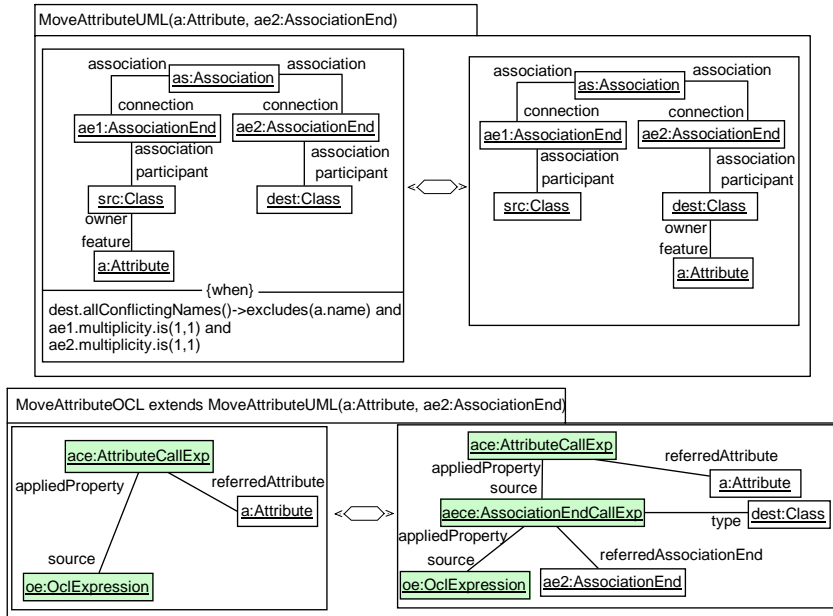 MoveAttributeUML(a:Attribute, ae2:AssociationEnd)
association
as:Association
association
connection
connection
ae1:AssociationEnd
ae2:AssociationEnd
association
association
participant
participant
src:Class
dest:Class
owner
feature
a:Attribute
{when}
dest.allConflictingNames()->excludes(a.name) and
ae1.multiplicity.is(1,1) and
ae2.multiplicity.is(1,1)
association
as:Association
association
connection
connection
ae1:AssociationEnd
ae2:AssociationEnd
association
association
participant
participant
src:Class
dest:Class
owner
feature
a:Attribute
MoveAttributeOCL extends MoveAttributeUML(a:Attribute, ae2:AssociationEnd)
ace:AttributeCallExp
appliedProperty
referredAttribute
a:Attribute
source
oe:OclExpression
ace:AttributeCallExp
appliedProperty
referredAttribute
source
a:Attribute
aece:AssociationEndCallExp
dest:Class
type
appliedProperty
source
referredAssociationEnd
oe:OclExpression
ae2:AssociationEnd